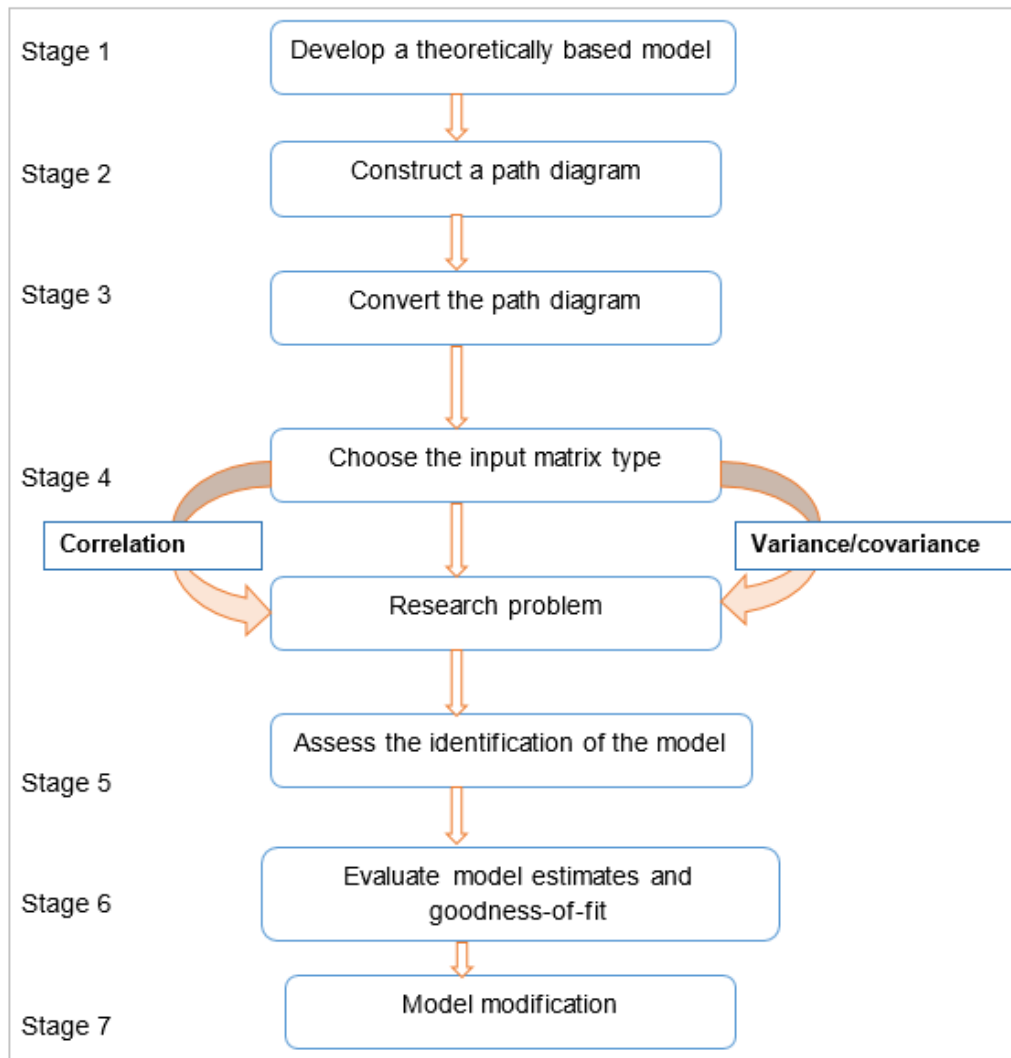 Stage 1
Develop a theoretically based model
Stage 2
Construct a path diagram
Stage 3
Convert the path diagram
Stage 4
Choose the input matrix type
Correlation
Variance/covariance
Research problem
Assess the identification of the model
Stage 5
Evaluate model estimates and
goodness-of-fit
Stage 6
Model modification
Stage 7